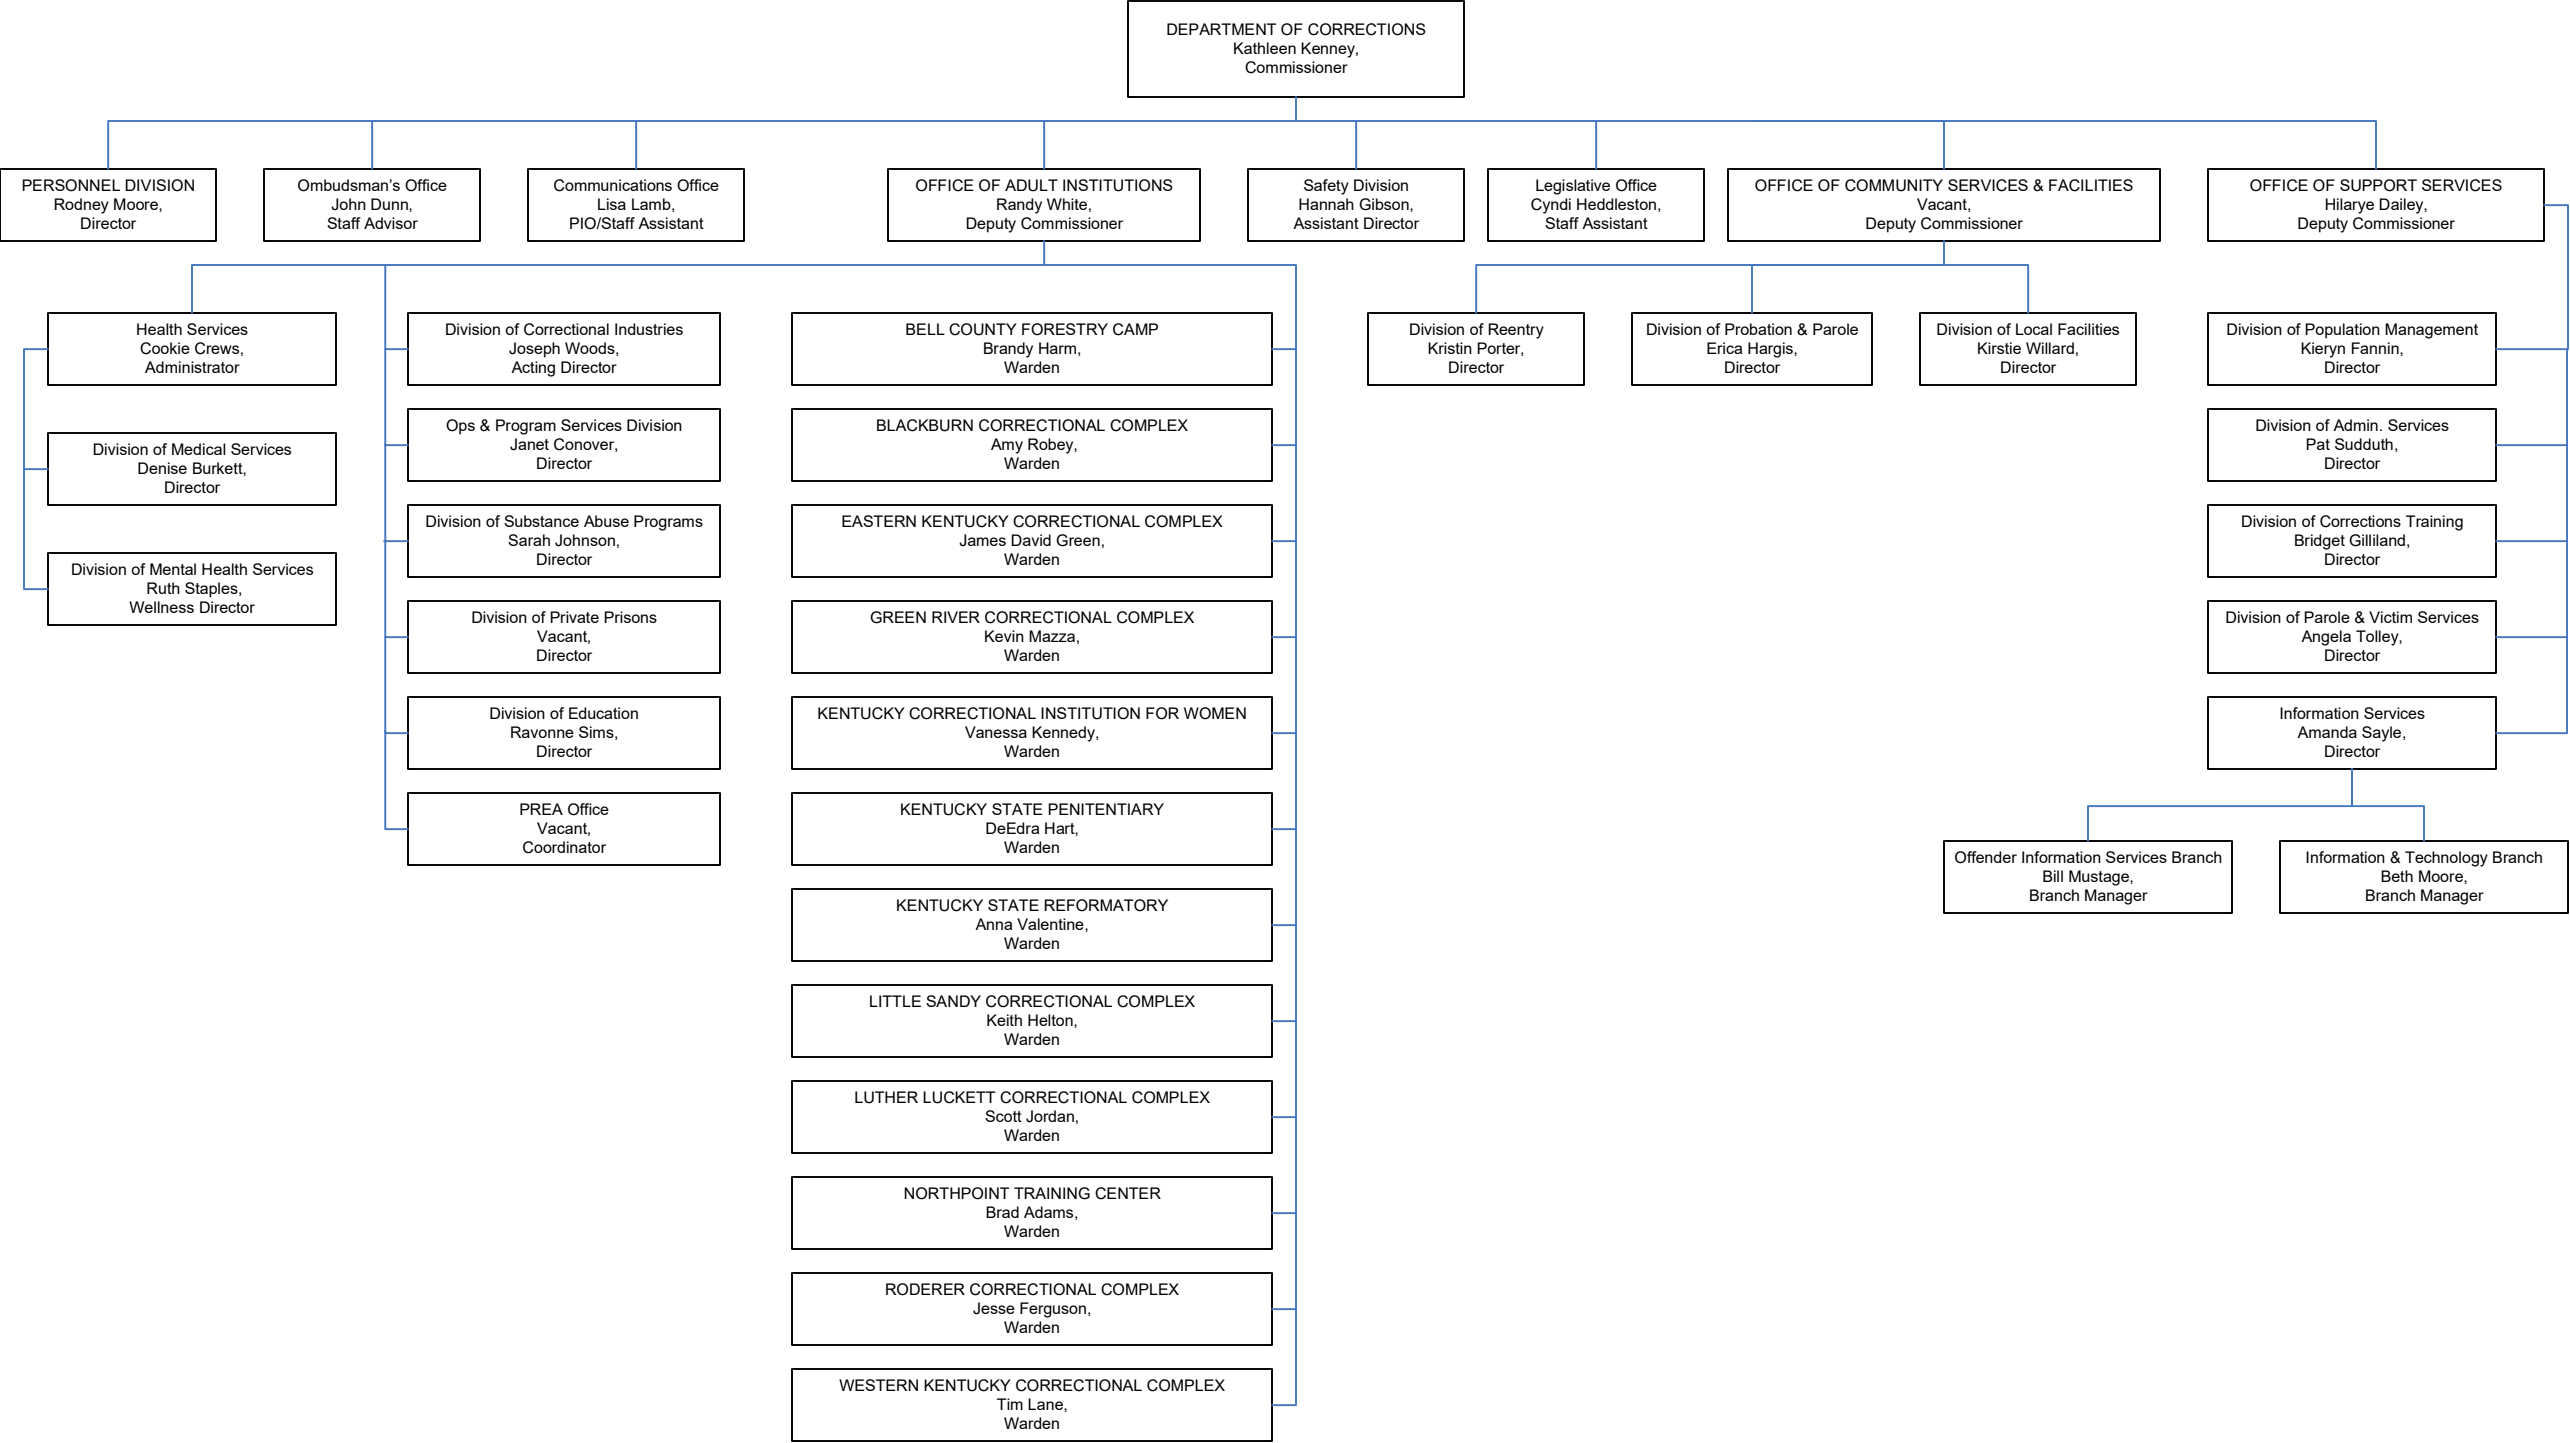 DEPARTMENT OF CORRECTIONS
Kathleen Kenney,
Commissioner
PERSONNEL DIVISION
Rodney Moore,
Director
Ombudsman’s Office
John Dunn,
Staff Advisor
Communications Office
Lisa Lamb,
PIO/Staff Assistant
OFFICE OF ADULT INSTITUTIONS
Randy White,
Deputy Commissioner
Safety Division
Hannah Gibson,
Assistant Director
Legislative Office
Cyndi Heddleston,
Staff Assistant
OFFICE OF COMMUNITY SERVICES & FACILITIES
Vacant,
Deputy Commissioner
OFFICE OF SUPPORT SERVICES
Hilarye Dailey,
Deputy Commissioner
Health Services
Cookie Crews,
Administrator
Division of Medical Services
Denise Burkett,
Director
Division of Mental Health Services
Ruth Staples,
Wellness Director
Division of Correctional Industries
Joseph Woods,
Acting Director
Ops & Program Services Division
Janet Conover,
Director
Division of Substance Abuse Programs
Sarah Johnson,
Director
Division of Private Prisons
Vacant,
Director
Division of Education
Ravonne Sims,
Director
PREA Office
Vacant,
Coordinator
BELL COUNTY FORESTRY CAMP
Brandy Harm,
Warden
BLACKBURN CORRECTIONAL COMPLEX
Amy Robey,
Warden
EASTERN KENTUCKY CORRECTIONAL COMPLEX
James David Green,
Warden
GREEN RIVER CORRECTIONAL COMPLEX
Kevin Mazza,
Warden
KENTUCKY CORRECTIONAL INSTITUTION FOR WOMEN
Vanessa Kennedy,
Warden
KENTUCKY STATE PENITENTIARY
DeEdra Hart,
Warden
KENTUCKY STATE REFORMATORY
Anna Valentine,
Warden
LITTLE SANDY CORRECTIONAL COMPLEX
Keith Helton,
Warden
LUTHER LUCKETT CORRECTIONAL COMPLEX
Scott Jordan,
Warden
NORTHPOINT TRAINING CENTER
Brad Adams,
Warden
RODERER CORRECTIONAL COMPLEX
Jesse Ferguson,
Warden
WESTERN KENTUCKY CORRECTIONAL COMPLEX
Tim Lane,
Warden
Division of Reentry
Kristin Porter,
Director
Division of Probation & Parole
Erica Hargis,
Director
Division of Local Facilities
Kirstie Willard,
Director
Division of Population Management
Kieryn Fannin,
Director
Division of Admin. Services
Pat Sudduth,
Director
Division of Corrections Training
Bridget Gilliland,
Director
Division of Parole & Victim Services
Angela Tolley,
Director
Information Services
Amanda Sayle,
Director
Offender Information Services Branch
Bill Mustage,
Branch Manager
Information & Technology Branch
Beth Moore,
Branch Manager